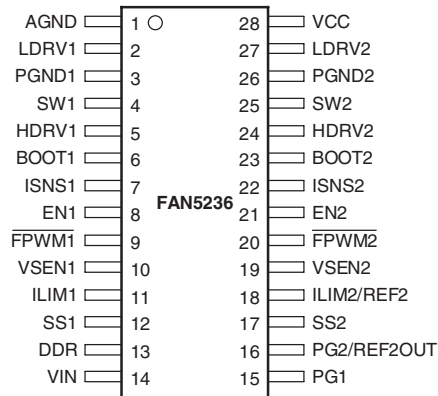 AGND 1 28 VCC
LDRV1 2 27 LDRV2
PGND1 3 26 PGND2
SW1 4 25 SW2
HDRV1 5 24 HDRV2
BOOT1 6 23 BOOT2
ISNS1 7 22 ISNS2
FAN5236
EN1 8 21 EN2
FPWM1 9 20 FPWM2
VSEN1 10 19 VSEN2
ILIM1 11 18 ILIM2/REF2
SS1 12 17 SS2
DDR 13 16 PG2/REF2OUT
VIN 14 15 PG1